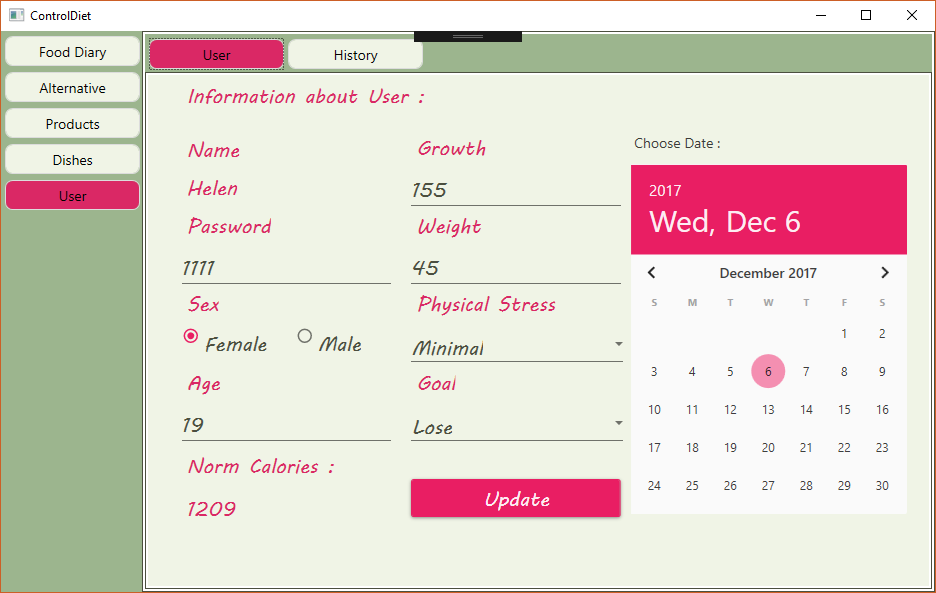 ControlDiet
Food Diary
Alternative
Products
Dishes
User
User History
Information about User :
Name Growth
Helen 155
Password Weight
1111 45
Sex Physical Stress
Female Male Minimal
Age Goal
19 Lose
Norm Calories :
1209 Update
Choose Date :
2017
Wed, Dec 6
December 2017
S M T W T F S
1 2
3 4 5 6 7 8 9
10 11 12 13 14 15 16
17 18 19 20 21 22 23
24 25 26 27 28 29 30